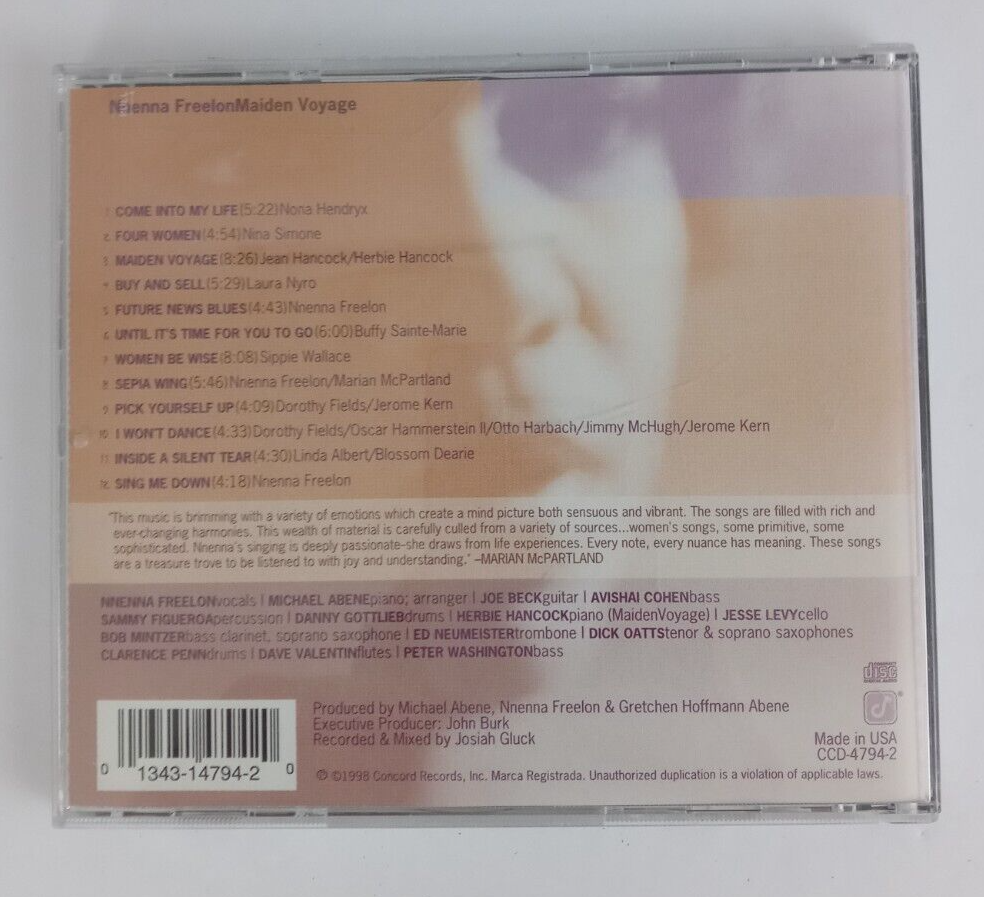 Nnenna FreelonMaiden Voyage
1 COME INTO MY LIFE(5:22)Nona Hendryx
2 FOUR WOMEN(4:54)Nina Simone
3 MAIDEN VOYAGE(8:26)Jean Hancock/Herbie Hancock
4 BUY AND SELL(5:29)Laura Nyro
5 FUTURE NEWS BLUES(4:43)Nnenna Freelon
6 UNTIL IT'S TIME FOR YOU TO GO(6:00)Buffy Sainte-Marie
7 WOMEN BE WISE(8:08)Sippie Wallace
8 SEPIA WING(5:46)Nnenna Freelon/Marian McPartland
9 PICK YOURSELF UP(4:09)Dorothy Fields/Jerome Kern
10 I WON'T DANCE(4:33)Dorothy Fields/Oscar Hammerstein II/Otto Harbach/Jimmy McHugh/Jerome Kern
11 INSIDE A SILENT TEAR(4:30)Linda Albert/Blossom Dearie
12 SING ME DOWN(4:18)Nnenna Freelon
"This music is brimming with a variety of emotions which create a mind picture both sensuous and vibrant. The songs are filled with rich and
ever-changing harmonies. This wealth of material is carefully culled from a variety of sources...women's songs, some primitive, some
sophisticated. Nnenna's singing is deeply passionate–she draws from life experiences. Every note, every nuance has meaning. These songs
are a treasure trove to be listened to with joy and understanding." –MARIAN McPARTLAND
NNENNA FREELONvocals | MICHAEL ABENEpiano; arranger | JOE BECKguitar | AVISHAI COHENbass
SAMMY FIGUEROApercussion | DANNY GOTTLIEBdrums | HERBIE HANCOCKpiano (MaidenVoyage) | JESSE LEVYcello
BOB MINTZERbass clarinet, soprano saxophone | ED NEUMEISTERtrombone | DICK OATTStenor & soprano saxophones
CLARENCE PENNdrums | DAVE VALENTINflutes | PETER WASHINGTONbass
COMPACT
disc
DIGITAL AUDIO
Produced by Michael Abene, Nnenna Freelon & Gretchen Hoffmann Abene
Executive Producer: John Burk
Recorded & Mixed by Josiah Gluck
®
Made in USA
CCD-4794-2
0 1343-14794-2 0
℗ ©1998 Concord Records, Inc. Marca Registrada. Unauthorized duplication is a violation of applicable laws.